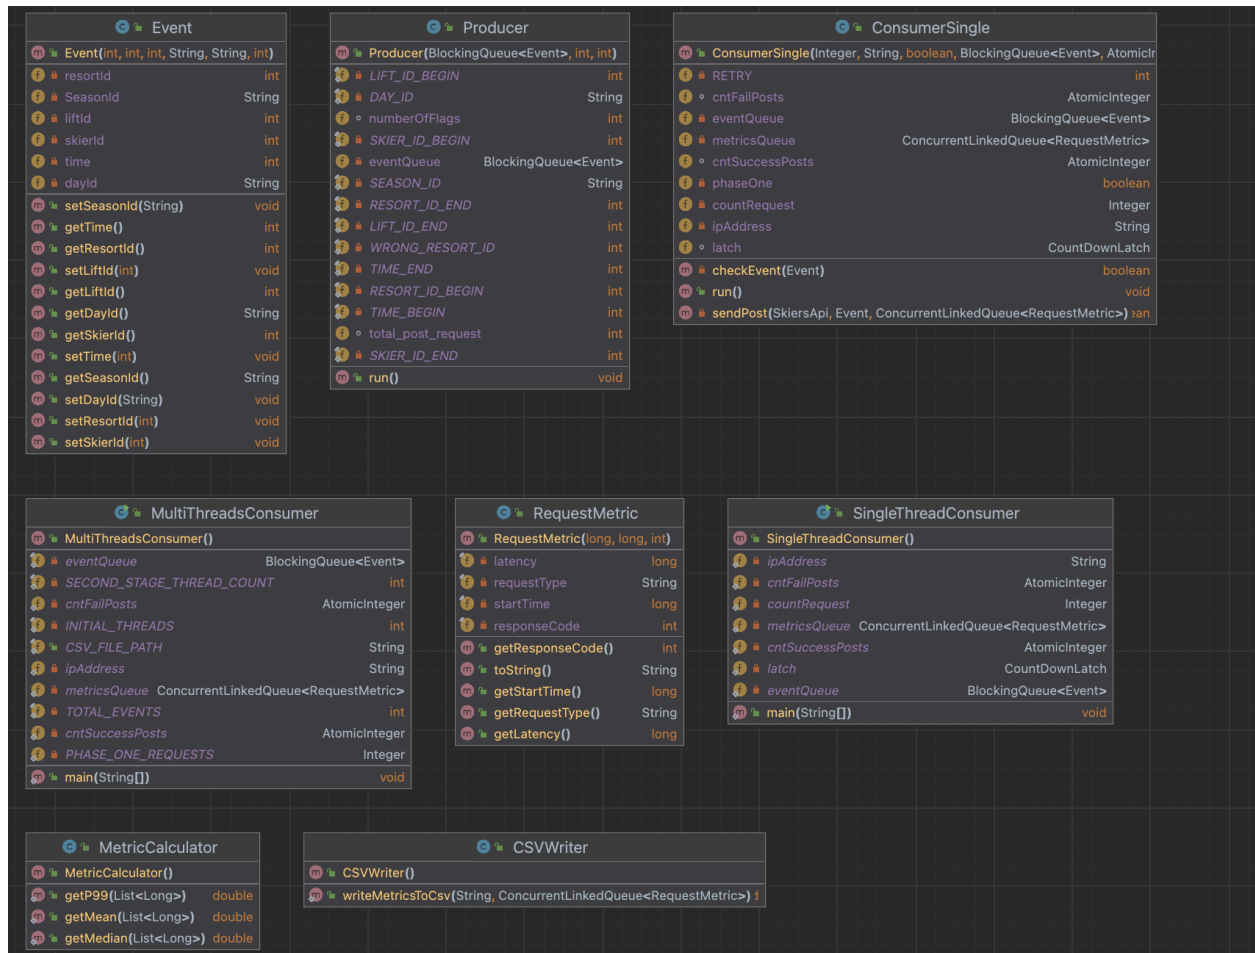 Event
Event(int, int, int, String, String, int)
resortId int
SeasonId String
liftId int
skierId int
time int
dayId String
setSeasonId(String) void
getTime() int
getResortId() int
setLiftId(int) void
getLiftId() int
getDayId() String
getSkierId() int
setTime(int) void
getSeasonId() String
setDayId(String) void
setResortId(int) void
setSkierId(int) void
Producer
Producer(BlockingQueue<Event>, int, int)
LIFT_ID_BEGIN int
DAY_ID String
numberOfFlags int
SKIER_ID_BEGIN int
eventQueue BlockingQueue<Event>
SEASON_ID String
RESORT_ID_END int
LIFT_ID_END int
WRONG_RESORT_ID int
TIME_END int
RESORT_ID_BEGIN int
TIME_BEGIN int
total_post_request int
SKIER_ID_END int
run() void
ConsumerSingle
ConsumerSingle(Integer, String, boolean, BlockingQueue<Event>, AtomicIr
RETRY int
cntFailPosts AtomicInteger
eventQueue BlockingQueue<Event>
metricsQueue ConcurrentLinkedQueue<RequestMetric>
cntSuccessPosts AtomicInteger
phaseOne boolean
countRequest Integer
ipAddress String
latch CountDownLatch
checkEvent(Event) boolean
run() void
sendPost(SkiersApi, Event, ConcurrentLinkedQueue<RequestMetric>) ean
MultiThreadsConsumer
MultiThreadsConsumer()
eventQueue BlockingQueue<Event>
SECOND_STAGE_THREAD_COUNT int
cntFailPosts AtomicInteger
INITIAL_THREADS int
CSV_FILE_PATH String
ipAddress String
metricsQueue ConcurrentLinkedQueue<RequestMetric>
TOTAL_EVENTS int
cntSuccessPosts AtomicInteger
PHASE_ONE_REQUESTS Integer
main(String[]) void
RequestMetric
RequestMetric(long, long, int)
latency long
requestType String
startTime long
responseCode int
getResponseCode() int
toString() String
getStartTime() long
getRequestType() String
getLatency() long
SingleThreadConsumer
SingleThreadConsumer()
ipAddress String
cntFailPosts AtomicInteger
countRequest Integer
metricsQueue ConcurrentLinkedQueue<RequestMetric>
cntSuccessPosts AtomicInteger
latch CountDownLatch
eventQueue BlockingQueue<Event>
main(String[]) void
MetricCalculator
MetricCalculator()
getP99(List<Long>) double
getMean(List<Long>) double
getMedian(List<Long>) double
CSVWriter
CSVWriter()
writeMetricsToCsv(String, ConcurrentLinkedQueue<RequestMetric>)